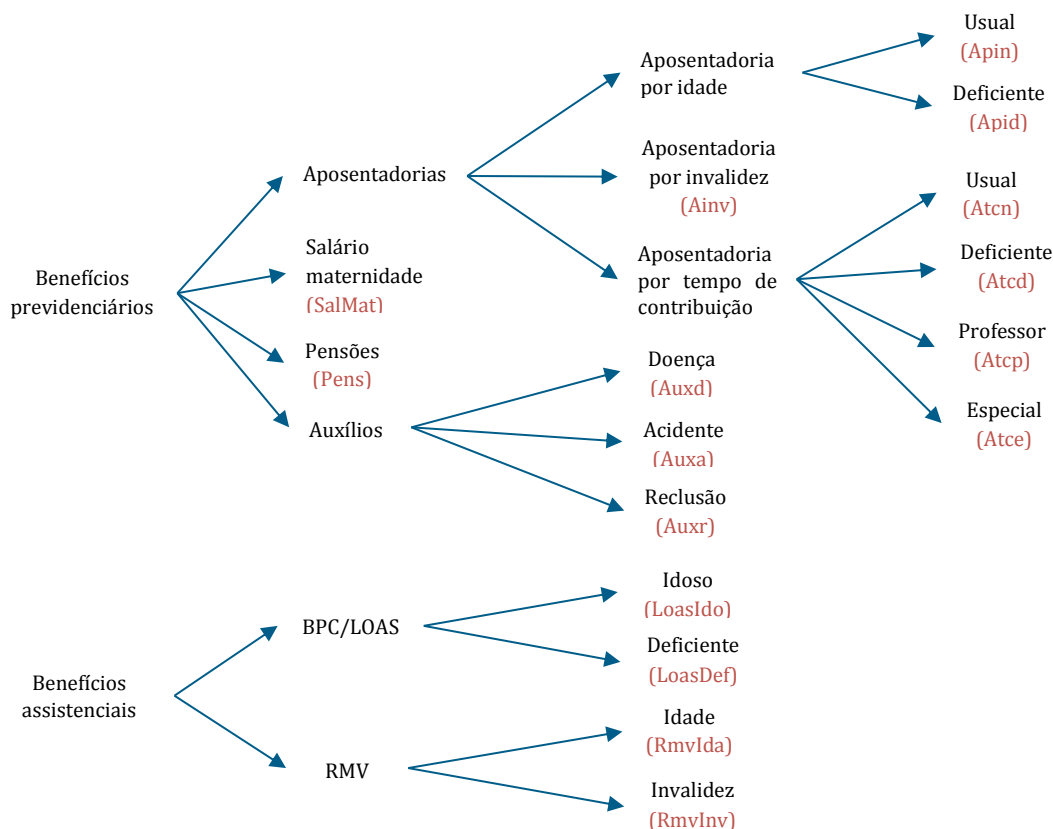 Usual
(Apin)
Aposentadoria
por idade
Deficiente
(Apid)
Aposentadoria
por invalidez
(Ainv)
Aposentadorias
Usual
(Atcn)
Salário
maternidade
(SalMat)
Aposentadoria
por tempo de
contribuição
Deficiente
(Atcd)
Benefícios
previdenciários
Professor
(Atcp)
Pensões
(Pens)
Doença
(Auxd)
Especial
(Atce)
Auxílios
Acidente
(Auxa)
Reclusão
(Auxr)
Idoso
(LoasIdo)
BPC/LOAS
Deficiente
(LoasDef)
Benefícios
assistenciais
Idade
(RmvIda)
RMV
Invalidez
(RmvInv)